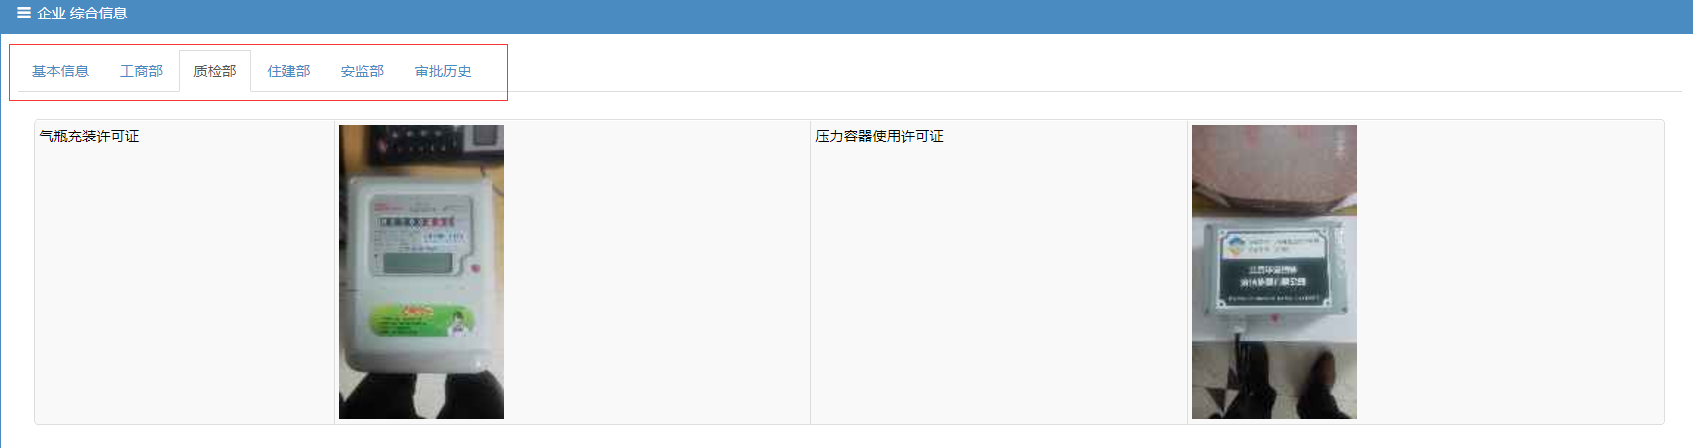 企业 综合信息
基本信息 工商部 质检部 住建部 安监部 审批历史
气瓶充装许可证 压力容器使用许可证